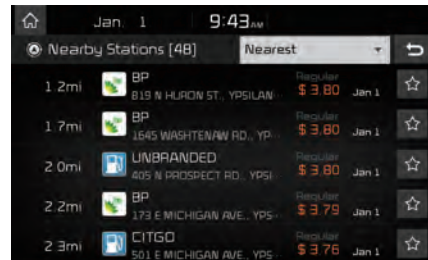 Jan. 1 9:43 AM
Nearby Stations [48] Nearest
1.2mi BP Regular
819 N HURON ST., YPSILAN··· $ 3.80 Jan 1
1.7mi BP Regular
1645 WASHTENAW RD., YP··· $ 3.80 Jan 1
2.0mi UNBRANDED Regular
405 N PROSPECT RD., YPSI··· $ 3.80 Jan 1
2.2mi BP Regular
173 E MICHIGAN AVE., YPS··· $ 3.79 Jan 1
2.3mi CITGO Regular
501 E MICHIGAN AVE., YPS··· $ 3.76 Jan 1